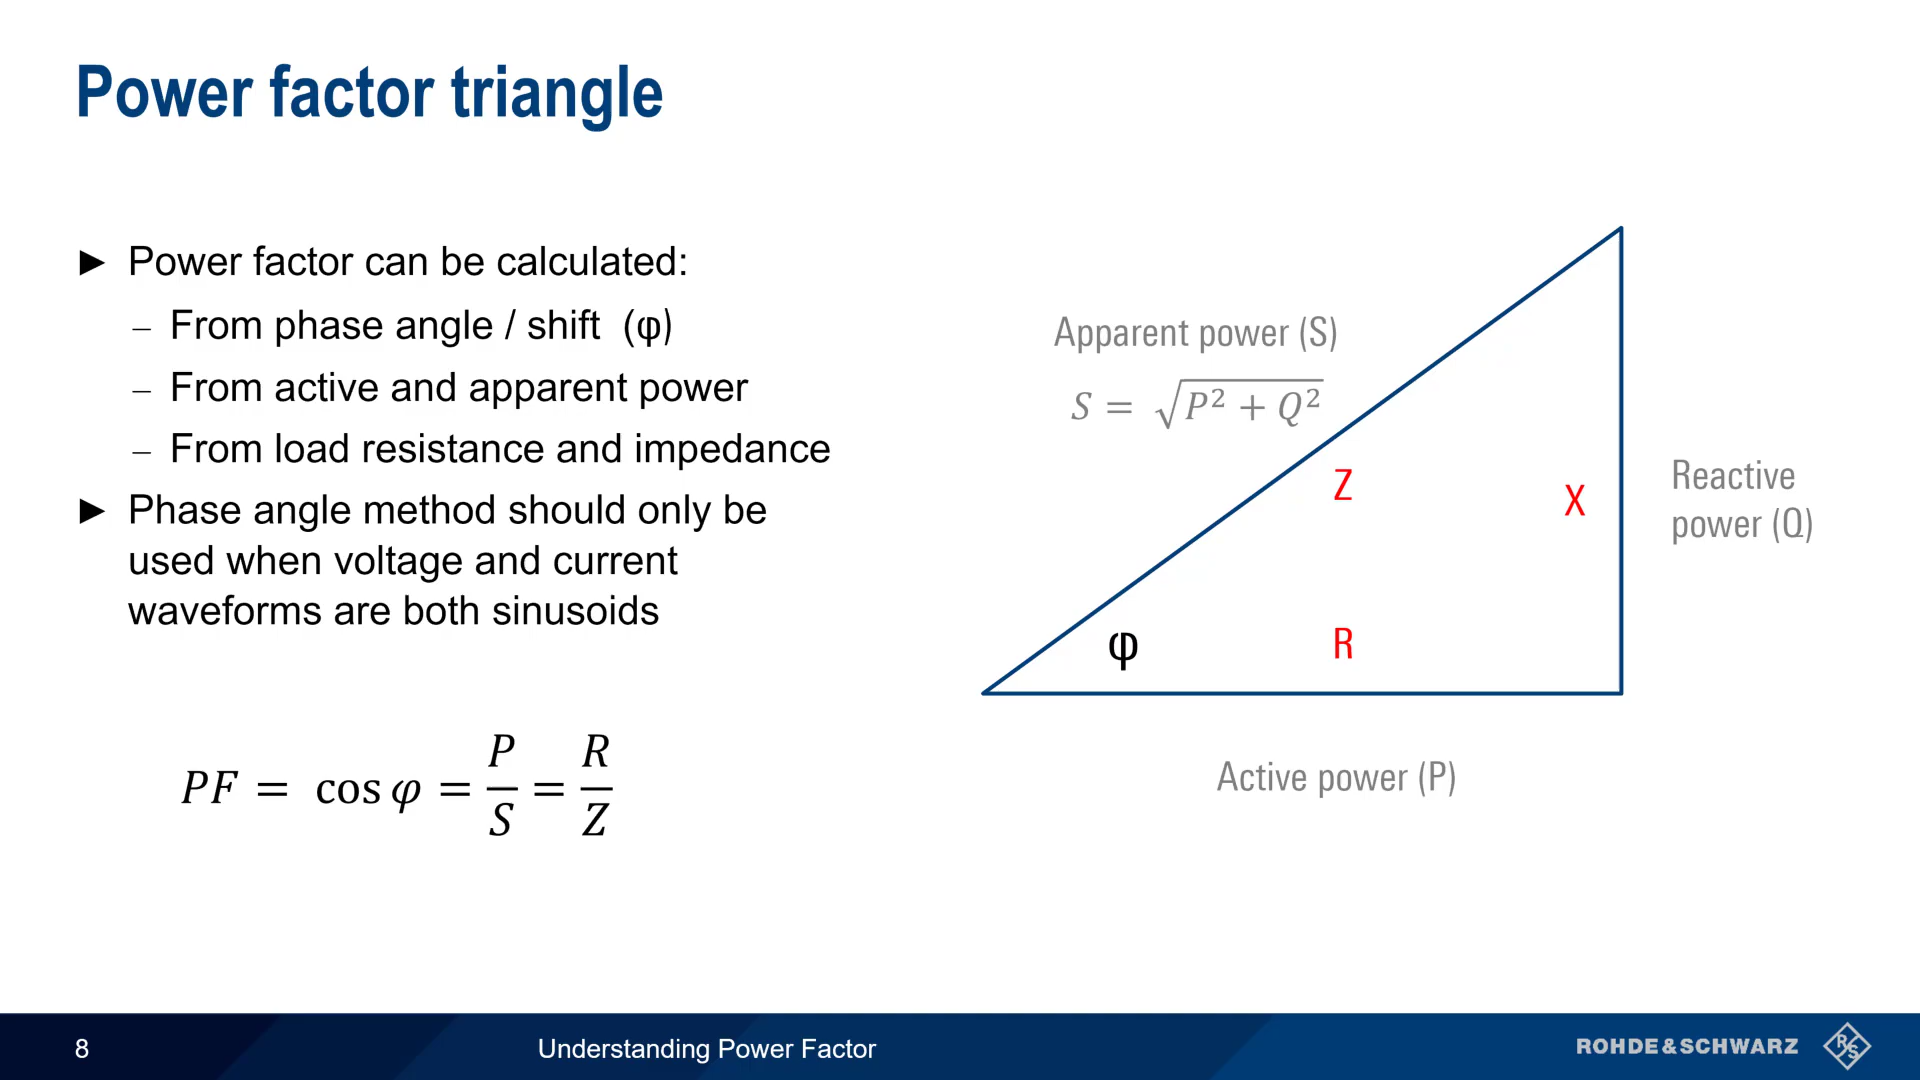 Power factor triangle
► Power factor can be calculated:
– From phase angle / shift (φ)
– From active and apparent power
– From load resistance and impedance
► Phase angle method should only be
used when voltage and current
waveforms are both sinusoids
PF = cos φ = P/S = R/Z
Apparent power (S)
S = √(P² + Q²)
Z
X
Reactive
power (Q)
φ
R
Active power (P)
8
Understanding Power Factor
ROHDE&SCHWARZ
R&S